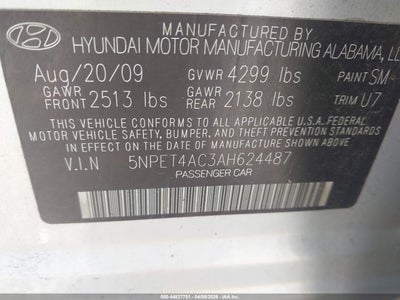 MANUFACTURED BY
HYUNDAI MOTOR MANUFACTURING ALABAMA, LL
Aug/20/09 GVWR 4299 lbs PAINT SM
GAWR FRONT 2513 lbs GAWR REAR 2138 lbs TRIM U7
THIS VEHICLE CONFORMS TO ALL APPLICABLE U.S. FEDERAL
MOTOR VEHICLE SAFETY, BUMPER, AND THEFT PREVENTION
STANDARDS IN EFFECT ON THE DATE OF
MANUFACTURE SHOWN ABOVE.
V.I.N 5NPET4AC3AH624487
PASSENGER CAR